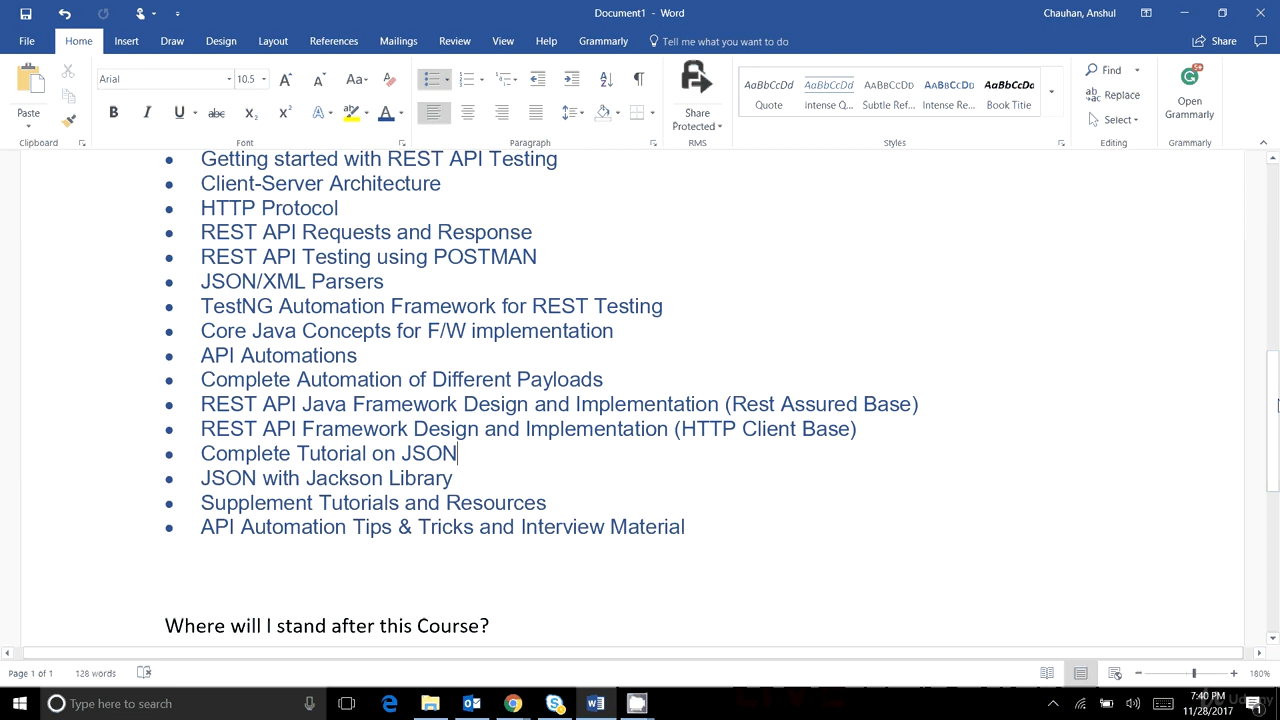 Document1 - Word
Chauhan, Anshul
File Home Insert Draw Design Layout References Mailings Review View Help Grammarly Tell me what you want to do Share
Paste
Clipboard
Arial 10.5
Font
Paragraph
Share
Protected
RMS
AaBbCcDd AaBbCcDd AaBbCcDd AaBbCcDd AaBbCcDd
Quote Intense Q... Subtle Ref... Intense Re... Book Title
Styles
Find
Replace
Select
Editing
Open
Grammarly
Grammarly
• Getting started with REST API Testing
• Client-Server Architecture
• HTTP Protocol
• REST API Requests and Response
• REST API Testing using POSTMAN
• JSON/XML Parsers
• TestNG Automation Framework for REST Testing
• Core Java Concepts for F/W implementation
• API Automations
• Complete Automation of Different Payloads
• REST API Java Framework Design and Implementation (Rest Assured Base)
• REST API Framework Design and Implementation (HTTP Client Base)
• Complete Tutorial on JSON
• JSON with Jackson Library
• Supplement Tutorials and Resources
• API Automation Tips & Tricks and Interview Material
Where will I stand after this Course?
Page 1 of 1 128 words 180%
Type here to search
7:40 PM
11/28/2017